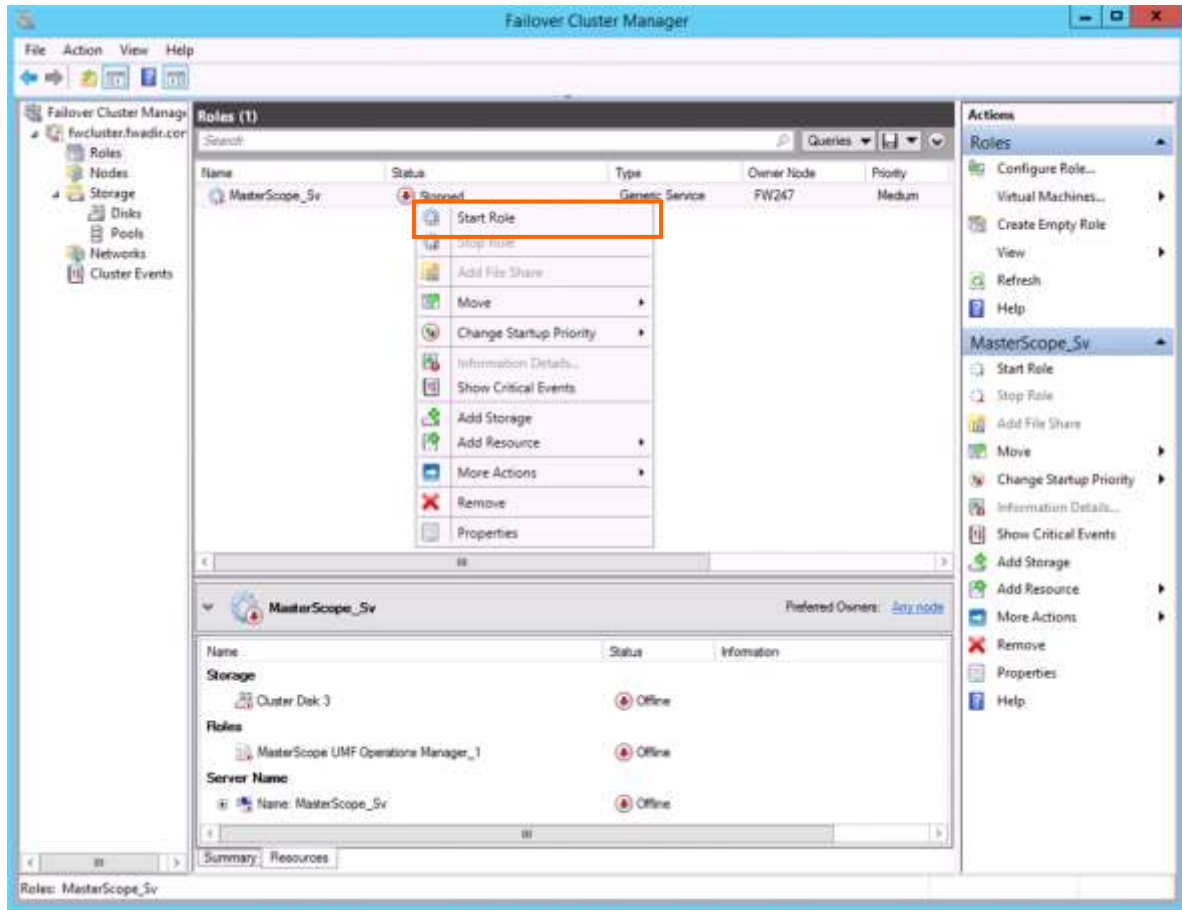 Failover Cluster Manager
File Action View Help
Failover Cluster Manag
fwcluster.fwadir.cor
Roles
Nodes
Storage
Disks
Pools
Networks
Cluster Events
Roles (1)
Search
Queries
Name Status Type Owner Node Priority
MasterScope_Sv Stopped Generic Service FW247 Medium
Start Role
Stop Role
Add File Share
Move
Change Startup Priority
Information Details...
Show Critical Events
Add Storage
Add Resource
More Actions
Remove
Properties
MasterScope_Sv Preferred Owners: Any node
Name Status Information
Storage
Cluster Disk 3 Offline
Roles
MasterScope UMF Operations Manager_1 Offline
Server Name
Name: MasterScope_Sv Offline
Summary Resources
Actions
Roles
Configure Role...
Virtual Machines...
Create Empty Role
View
Refresh
Help
MasterScope_Sv
Start Role
Stop Role
Add File Share
Move
Change Startup Priority
Information Details...
Show Critical Events
Add Storage
Add Resource
More Actions
Remove
Properties
Help
Roles: MasterScope_Sv